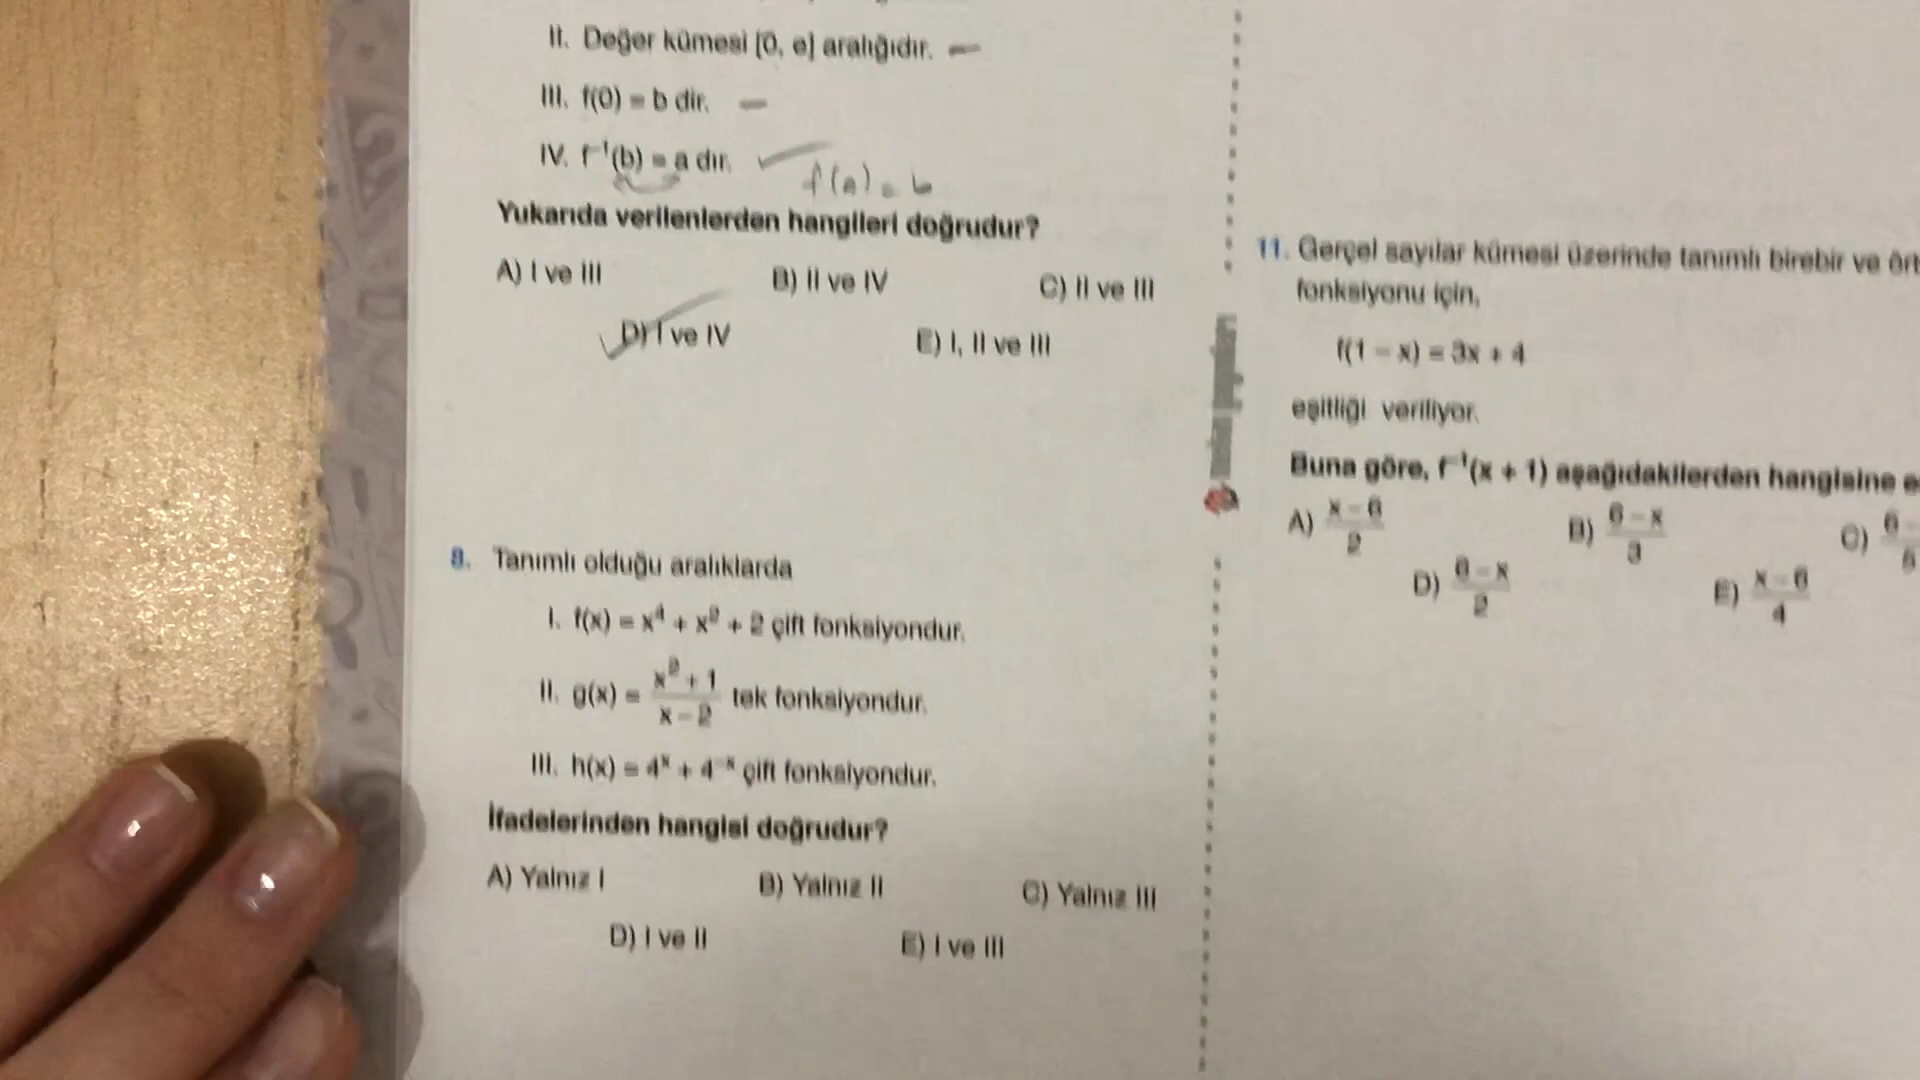 II. Değer kümesi [0, e] aralığıdır. —
III. f(0) = b dir. —
IV. f⁻¹(b) = a dır. ✓ f(a) = b
Yukarıda verilenlerden hangileri doğrudur?
A) I ve III B) II ve IV C) II ve III
D) I ve IV E) I, II ve III
8. Tanımlı olduğu aralıklarda
I. f(x) = x⁴ + x² + 2 çift fonksiyondur.
II. g(x) = (x² + 1)/(x – 2) tek fonksiyondur.
III. h(x) = 4ˣ + 4⁻ˣ çift fonksiyondur.
İfadelerinden hangisi doğrudur?
A) Yalnız I B) Yalnız II C) Yalnız III
D) I ve II E) I ve III
11. Gerçel sayılar kümesi üzerinde tanımlı birebir ve ört
fonksiyonu için,
f(1 – x) = 3x + 4
eşitliği veriliyor.
Buna göre, f⁻¹(x + 1) aşağıdakilerden hangisine e
A) (x – 6)/2 B) (6 – x)/3 C)
D) (6 – x)/2 E) (x – 6)/4